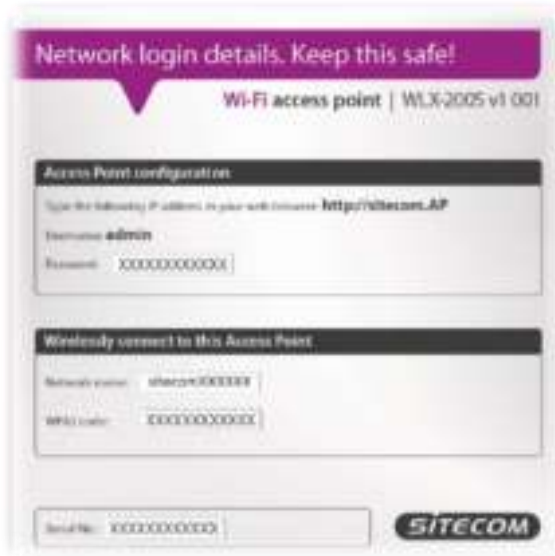 Network login details. Keep this safe!
Wi-Fi access point | WLX-2005 v1 001
Access Point configuration
Type the following IP address in your web browser http://sitecom.AP
Username admin
Password XXXXXXXXXXXX
Wirelessly connect to this Access Point
Network name sitecomXXXXXX
WPA2 code XXXXXXXXXXXX
Serial No. XXXXXXXXXXX
SITECOM